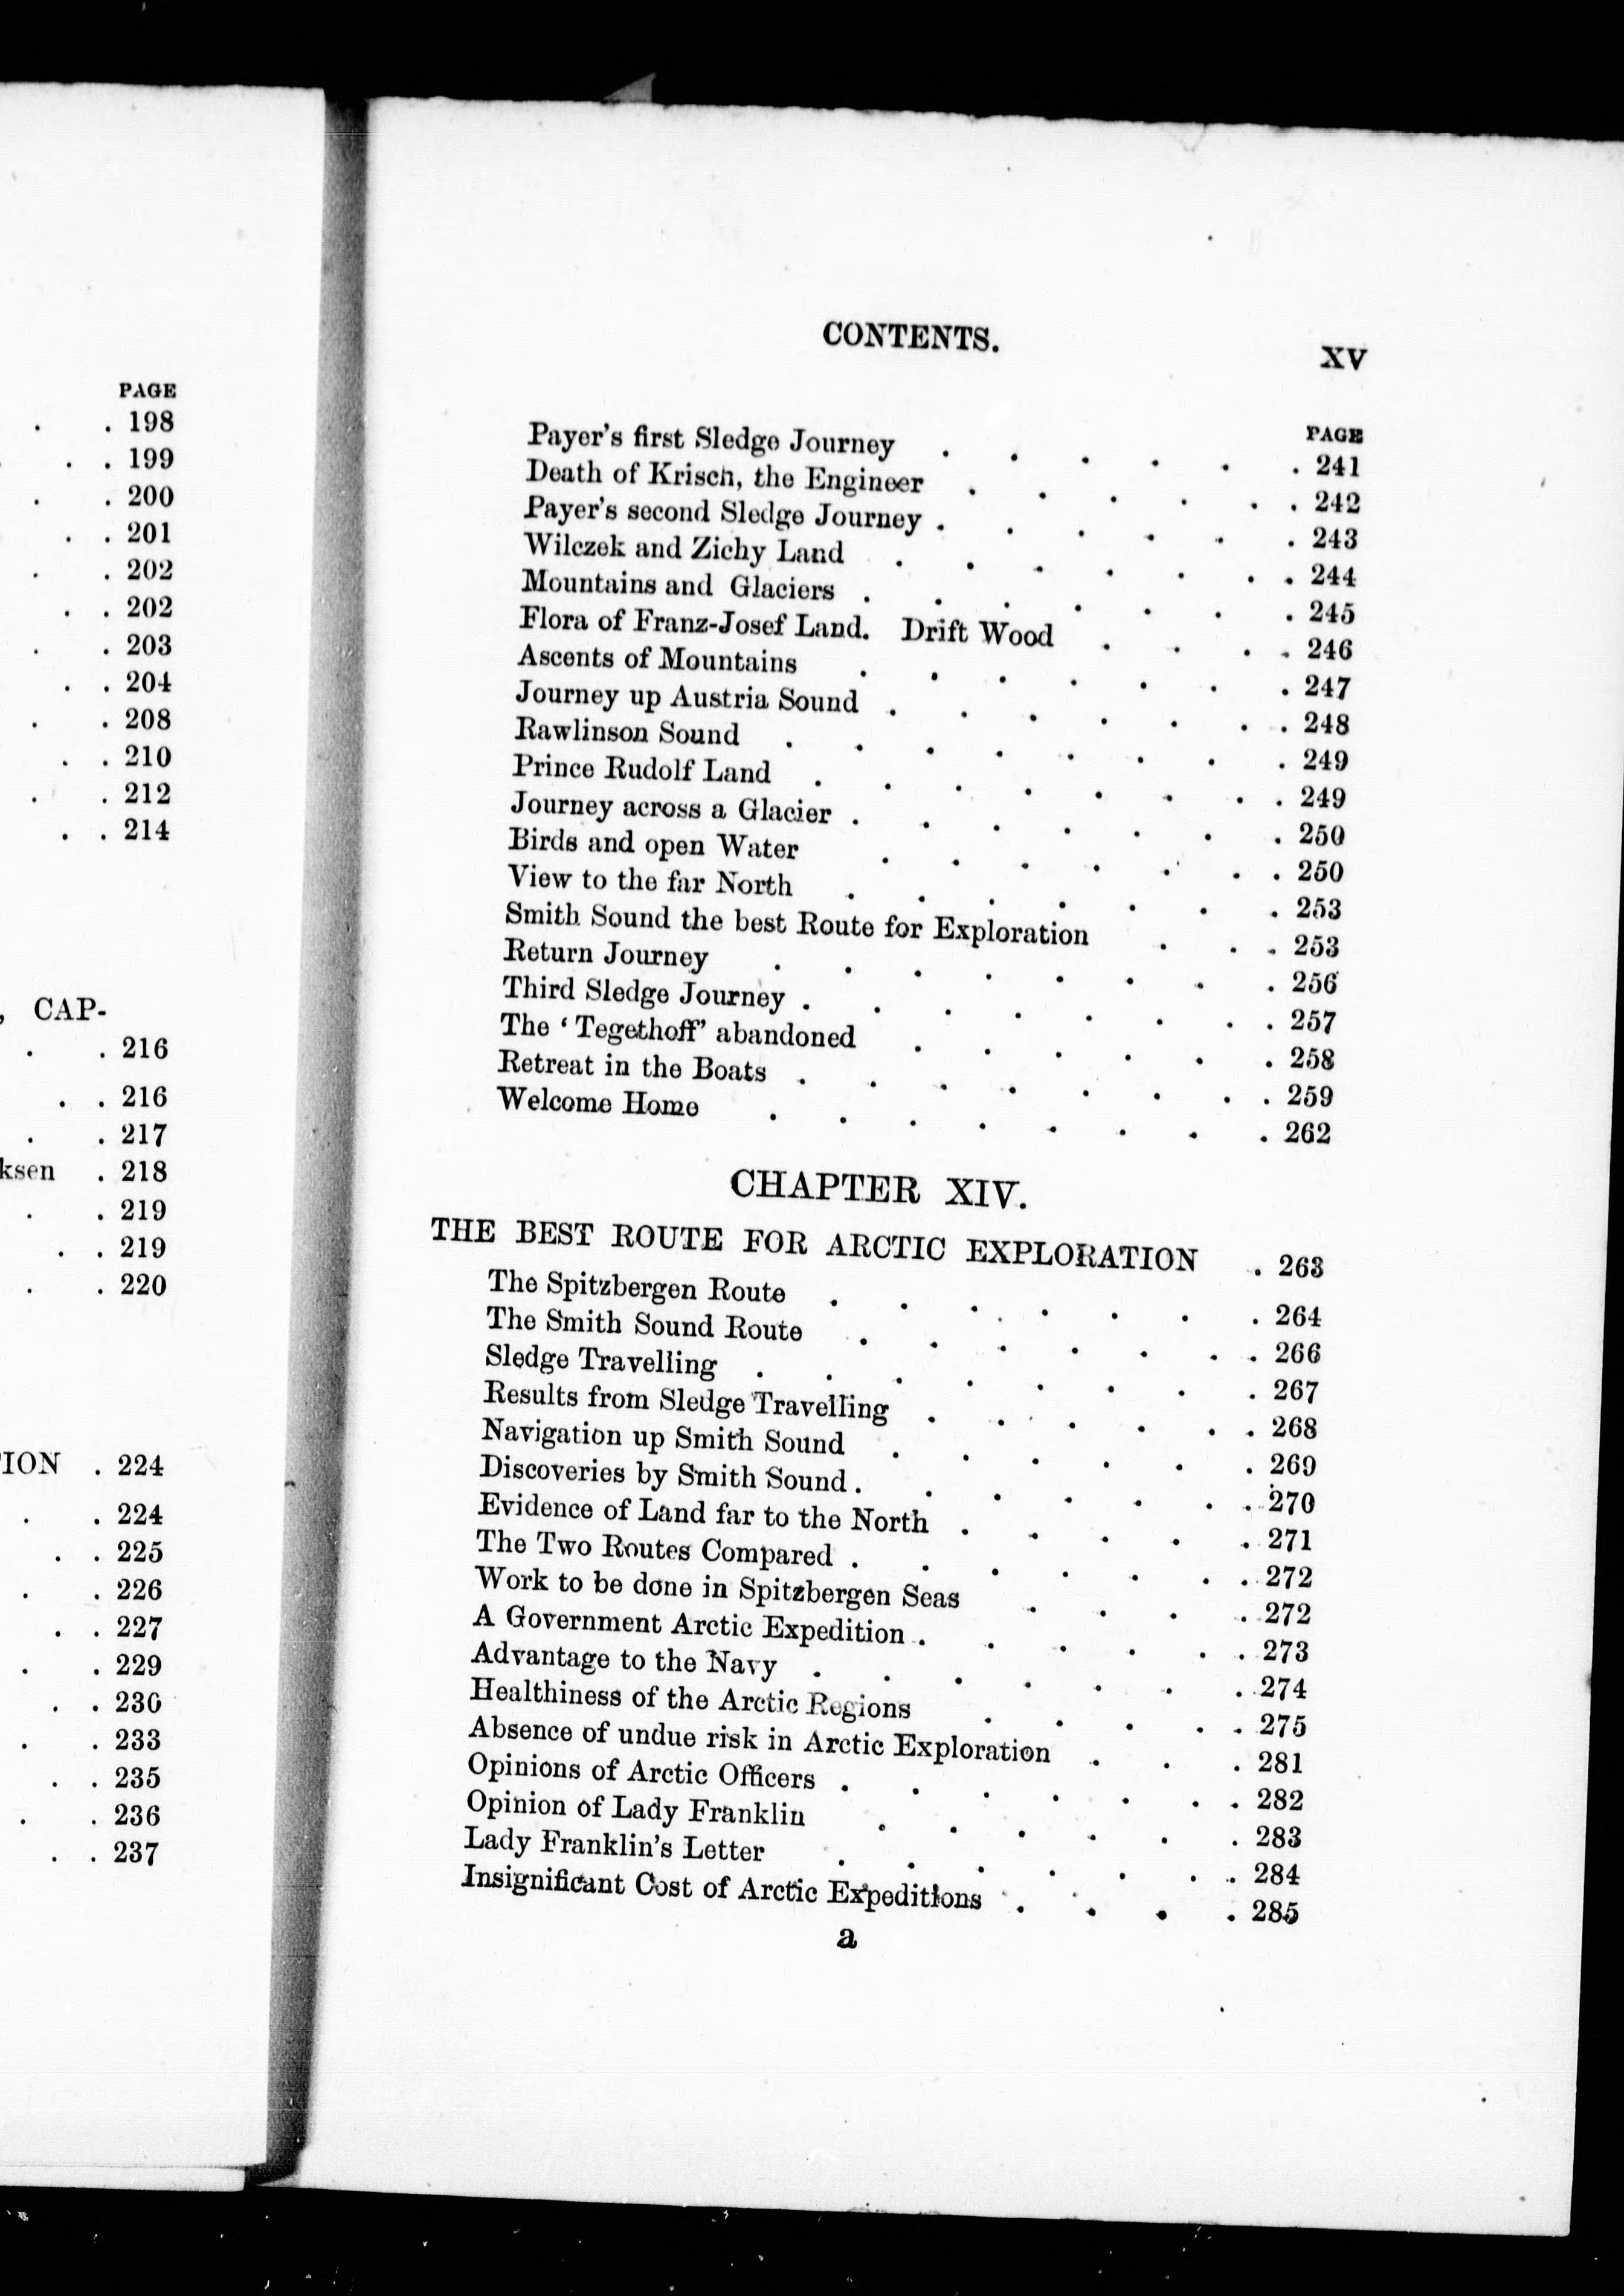 PAGE
. . 198
. . 199
. . 200
. . 201
. . 202
. . 202
. . 203
. . 204
. . 208
. . 210
. . 212
. . 214
, CAP-
. . 216
. . 216
. . 217
ksen . 218
. . 219
. . 219
. . 220
ION . 224
. . 224
. . 225
. . 226
. . 227
. . 229
. . 230
. . 233
. . 235
. . 236
. . 237
CONTENTS. XV
PAGE
Payer's first Sledge Journey . . . . . . 241
Death of Krisch, the Engineer . . . . . . 242
Payer's second Sledge Journey . . . . . . 243
Wilczek and Zichy Land . . . . . . . 244
Mountains and Glaciers . . . . . . . 245
Flora of Franz-Josef Land. Drift Wood . . . . 246
Ascents of Mountains . . . . . . . 247
Journey up Austria Sound . . . . . . . 248
Rawlinson Sound . . . . . . . . 249
Prince Rudolf Land . . . . . . . . 249
Journey across a Glacier . . . . . . . 250
Birds and open Water . . . . . . . 250
View to the far North . . . . . . . 253
Smith Sound the best Route for Exploration . . . 253
Return Journey . . . . . . . . 256
Third Sledge Journey . . . . . . . . 257
The 'Tegethoff' abandoned . . . . . . 258
Retreat in the Boats . . . . . . . . 259
Welcome Home . . . . . . . . 262
CHAPTER XIV.
THE BEST ROUTE FOR ARCTIC EXPLORATION . 263
The Spitzbergen Route . . . . . . . 264
The Smith Sound Route . . . . . . . 266
Sledge Travelling . . . . . . . . 267
Results from Sledge Travelling . . . . . . 268
Navigation up Smith Sound . . . . . . 269
Discoveries by Smith Sound . . . . . . . 270
Evidence of Land far to the North . . . . . 271
The Two Routes Compared . . . . . . . 272
Work to be done in Spitzbergen Seas . . . . 272
A Government Arctic Expedition . . . . . . 273
Advantage to the Navy . . . . . . . 274
Healthiness of the Arctic Regions . . . . . 275
Absence of undue risk in Arctic Exploration . . . 281
Opinions of Arctic Officers . . . . . . . 282
Opinion of Lady Franklin . . . . . . 283
Lady Franklin's Letter . . . . . . . 284
Insignificant Cost of Arctic Expeditions . . . . 285
a